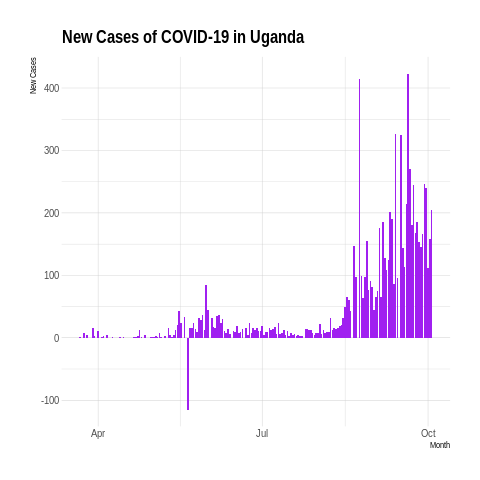 New Cases of COVID-19 in Uganda
New Cases
400
300
200
100
0
-100
Apr
Jul
Oct
Month